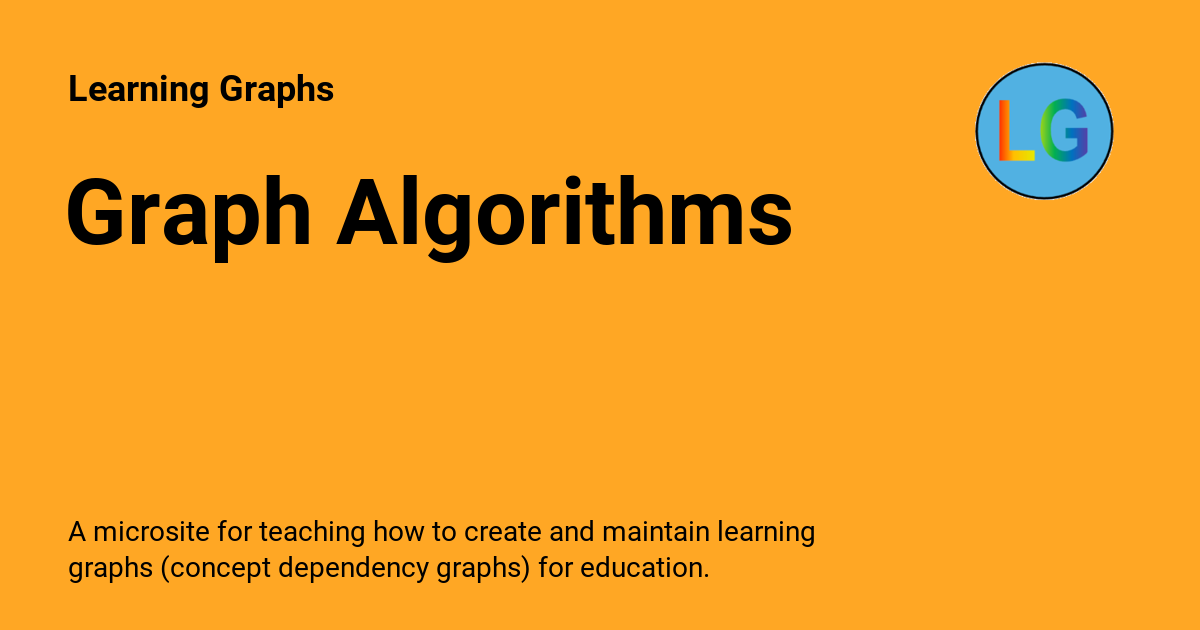 Learning Graphs
LG
Graph Algorithms
A microsite for teaching how to create and maintain learning
graphs (concept dependency graphs) for education.